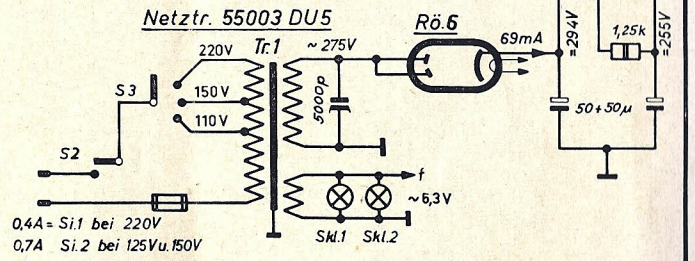 Netztr. 55003 DU5
Rö.6
220V
Tr.1
~275V
69mA
=294V
1,25k
=255V
S3
150V
5000p
50+50μ
110V
S2
f
~6,3V
0,4A= Si.1 bei 220V
Skl.1 Skl.2
0,7A Si.2 bei 125Vu.150V